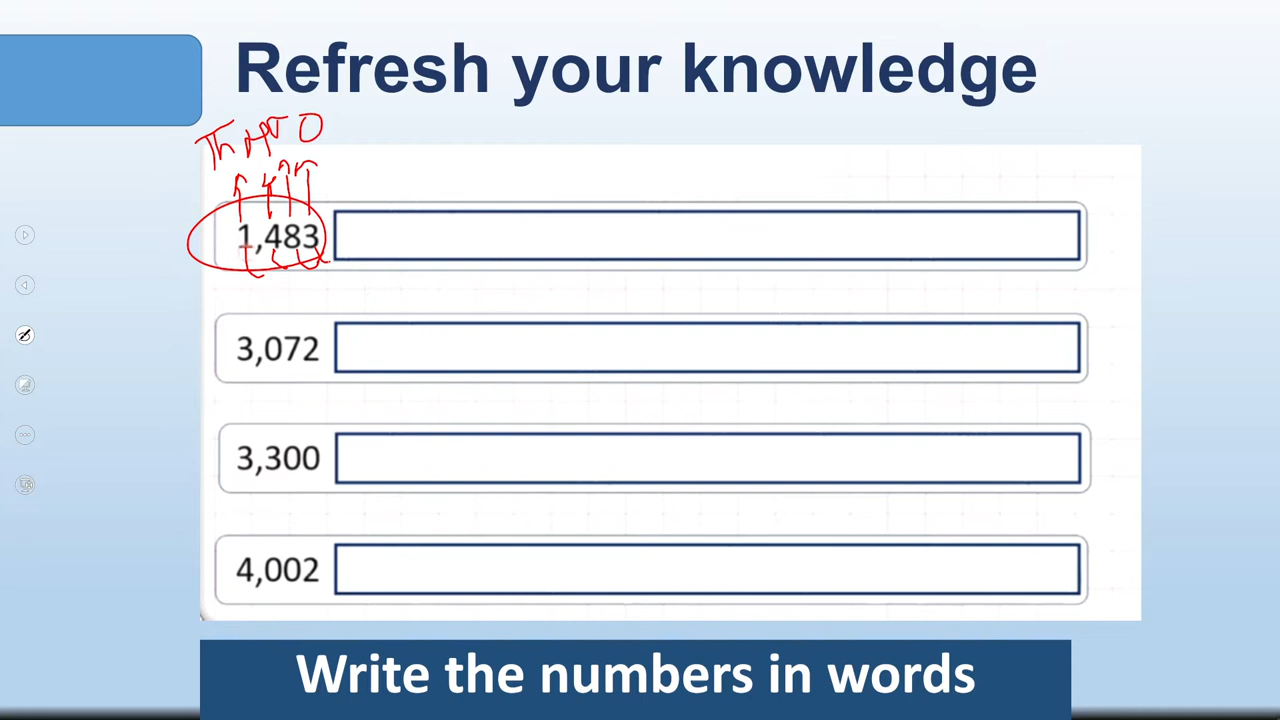 Refresh your knowledge
Th O
1,483
3,072
3,300
4,002
Write the numbers in words